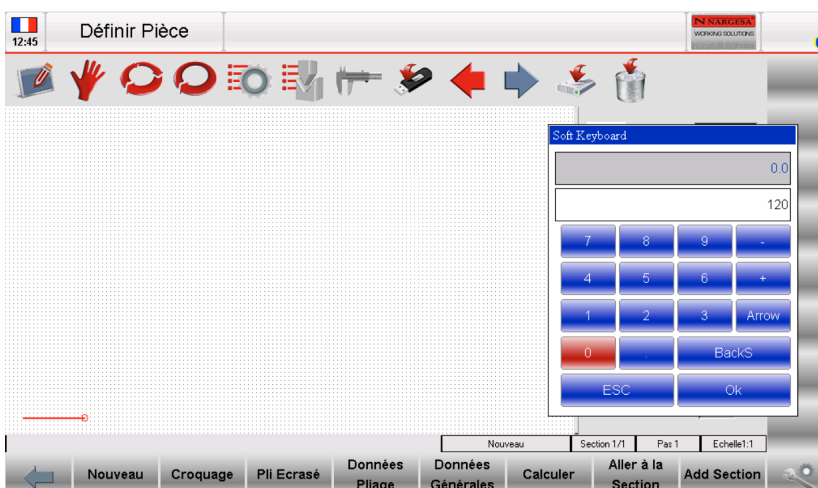 12:45
Définir Pièce
N NARGESA
WORKING SOLUTIONS
Soft Keyboard
0.0
120
7 8 9 -
4 5 6 +
1 2 3 Arrow
0 . BackS
ESC Ok
Nouveau Section 1/1 Pas 1 Echelle1:1
Nouveau Croquage Pli Ecrasé Données Pliage Données Générales Calculer Aller à la Section Add Section